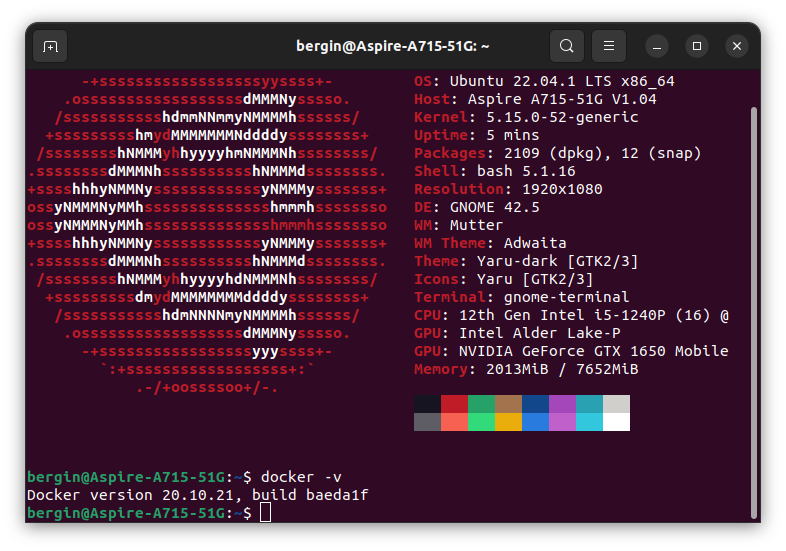 bergin@Aspire-A715-51G: ~
-+ssssssssssssssssssyyssss+- OS: Ubuntu 22.04.1 LTS x86_64
.ossssssssssssssssssdMMMNysssso. Host: Aspire A715-51G V1.04
/ssssssssssshdmmNNmmyNMMMMhssssss/ Kernel: 5.15.0-52-generic
+ssssssssshmydMMMMMMMNddddyssssssss+ Uptime: 5 mins
/sssssssshNMMMyhhyyyyhmNMMMNhssssssss/ Packages: 2109 (dpkg), 12 (snap)
.ssssssssdMMMNhsssssssssshNMMMdssssssss. Shell: bash 5.1.16
+sssshhhyNMMNyssssssssssssyNMMMysssssss+ Resolution: 1920x1080
ossyNMMMNyMMhsssssssssssssshmmmhssssssso DE: GNOME 42.5
ossyNMMMNyMMhsssssssssssssshmmmhssssssso WM: Mutter
+sssshhhyNMMNyssssssssssssyNMMMysssssss+ WM Theme: Adwaita
.ssssssssdMMMNhsssssssssshNMMMdssssssss. Theme: Yaru-dark [GTK2/3]
/sssssssshNMMMyhhyyyyhdNMMMNhssssssss/ Icons: Yaru [GTK2/3]
+sssssssssdmydMMMMMMMMddddyssssssss+ Terminal: gnome-terminal
/ssssssssssshdmNNNNmyNMMMMhssssss/ CPU: 12th Gen Intel i5-1240P (16) @
.ossssssssssssssssssdMMMNysssso. GPU: Intel Alder Lake-P
-+sssssssssssssssssyyyssss+- GPU: NVIDIA GeForce GTX 1650 Mobile
`:+ssssssssssssssssss+:` Memory: 2013MiB / 7652MiB
.-/+oossssoo+/-.
bergin@Aspire-A715-51G:~$ docker -v
Docker version 20.10.21, build baeda1f
bergin@Aspire-A715-51G:~$